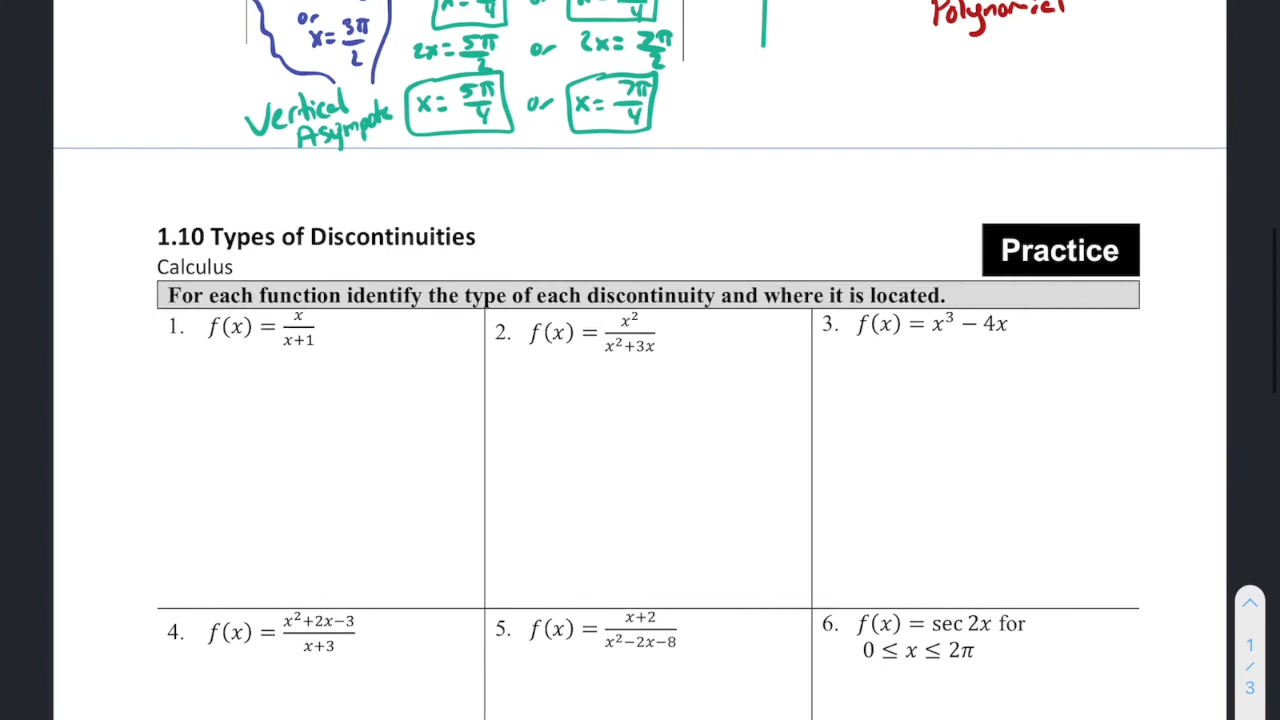 or
x = 3π/2
2x = 5π/2 or 2x = 7π/2
Polynomial
Vertical
Asympote
x = 5π/4 or x = 7π/4
1.10 Types of Discontinuities
Calculus
Practice
For each function identify the type of each discontinuity and where it is located.
1. f(x) = x/(x+1)
2. f(x) = x²/(x²+3x)
3. f(x) = x³ − 4x
4. f(x) = (x²+2x−3)/(x+3)
5. f(x) = (x+2)/(x²−2x−8)
6. f(x) = sec 2x for
0 ≤ x ≤ 2π
1
/
3